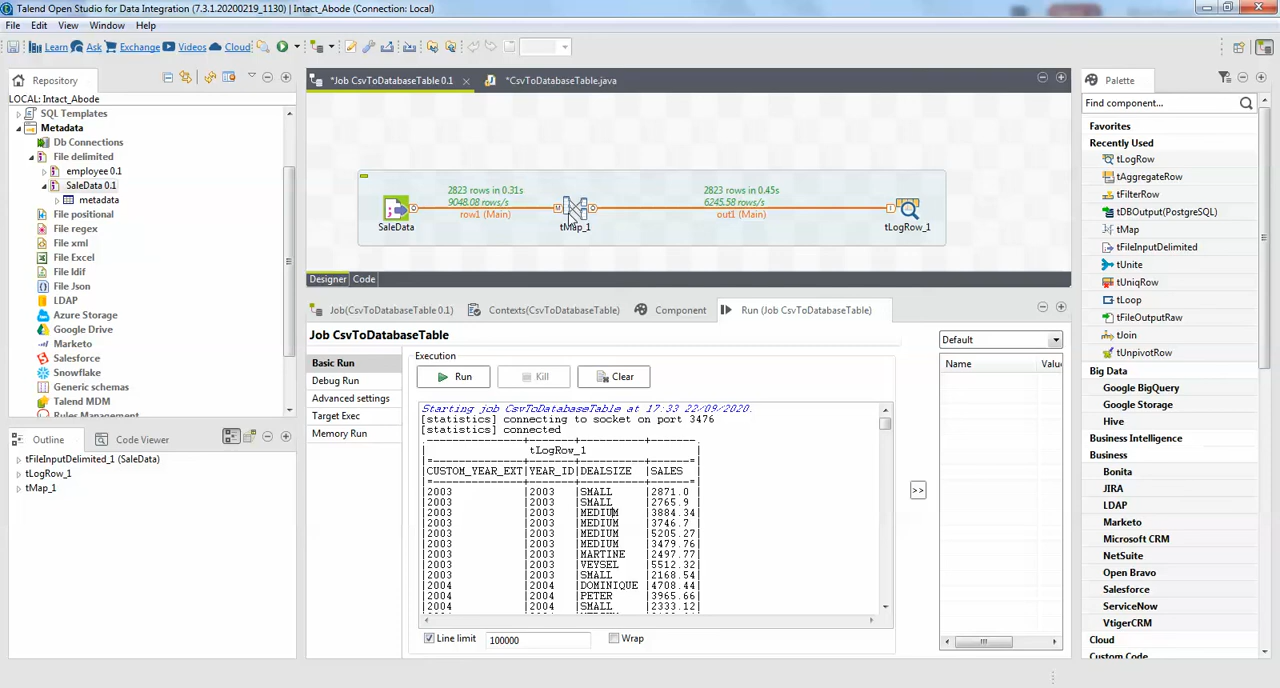 Talend Open Studio for Data Integration (7.3.1.20200219_1130) | Intact_Abode (Connection: Local)
File Edit View Window Help
Learn Ask Exchange Videos Cloud
Repository
LOCAL: Intact_Abode
SQL Templates
Metadata
Db Connections
File delimited
employee 0.1
SaleData 0.1
metadata
File positional
File regex
File xml
File Excel
File ldif
File Json
LDAP
Azure Storage
Google Drive
Marketo
Salesforce
Snowflake
Generic schemas
Talend MDM
Rules Management
Outline Code Viewer
tFileInputDelimited_1 (SaleData)
tLogRow_1
tMap_1
*Job CsvToDatabaseTable 0.1 *CsvToDatabaseTable.java
2823 rows in 0.31s
9048.08 rows/s
row1 (Main)
2823 rows in 0.45s
6245.58 rows/s
out1 (Main)
SaleData tMap_1 tLogRow_1
Designer Code
Job(CsvToDatabaseTable 0.1) Contexts(CsvToDatabaseTable) Component Run (Job CsvToDatabaseTable)
Job CsvToDatabaseTable
Basic Run
Debug Run
Advanced settings
Target Exec
Memory Run
Execution
Run Kill Clear
Starting job CsvToDatabaseTable at 17:33 22/09/2020.
[statistics] connecting to socket on port 3476
[statistics] connected
tLogRow_1
CUSTOM_YEAR_EXT|YEAR_ID|DEALSIZE |SALES
|2003 |2003 |SMALL |2871.0 |
|2003 |2003 |SMALL |2765.9 |
|2003 |2003 |MEDIUM |3884.34|
|2003 |2003 |MEDIUM |3746.7 |
|2003 |2003 |MEDIUM |5205.27|
|2003 |2003 |MEDIUM |3479.76|
|2003 |2003 |MARTINE |2497.77|
|2003 |2003 |VEYSEL |5512.32|
|2003 |2003 |SMALL |2168.54|
|2004 |2004 |DOMINIQUE |4708.44|
|2004 |2004 |PETER |3965.66|
|2004 |2004 |SMALL |2333.12|
Line limit 100000 Wrap
Default
Name Valu
>>
Palette
Find component...
Favorites
Recently Used
tLogRow
tAggregateRow
tFilterRow
tDBOutput(PostgreSQL)
tMap
tFileInputDelimited
tUnite
tUniqRow
tLoop
tFileOutputRaw
tJoin
tUnpivotRow
Big Data
Google BigQuery
Google Storage
Hive
Business Intelligence
Business
Bonita
JIRA
LDAP
Marketo
Microsoft CRM
NetSuite
Open Bravo
Salesforce
ServiceNow
VtigerCRM
Cloud
Custom Code